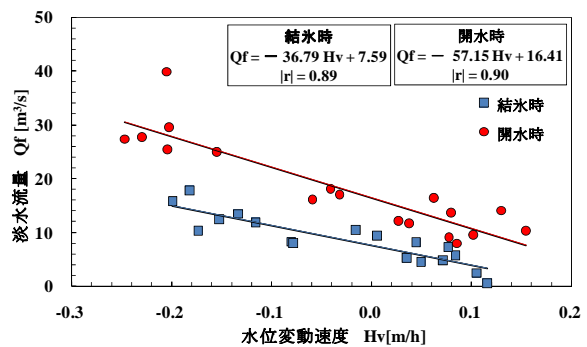 結氷時
Qf = － 36.79 Hv + 7.59
|r| = 0.89
開水時
Qf = － 57.15 Hv + 16.41
|r| = 0.90
結氷時
開水時
淡水流量 Qf [m³/s]
50
40
30
20
10
0
-0.3
-0.2
-0.1
0.0
0.1
0.2
水位変動速度 Hv[m/h]